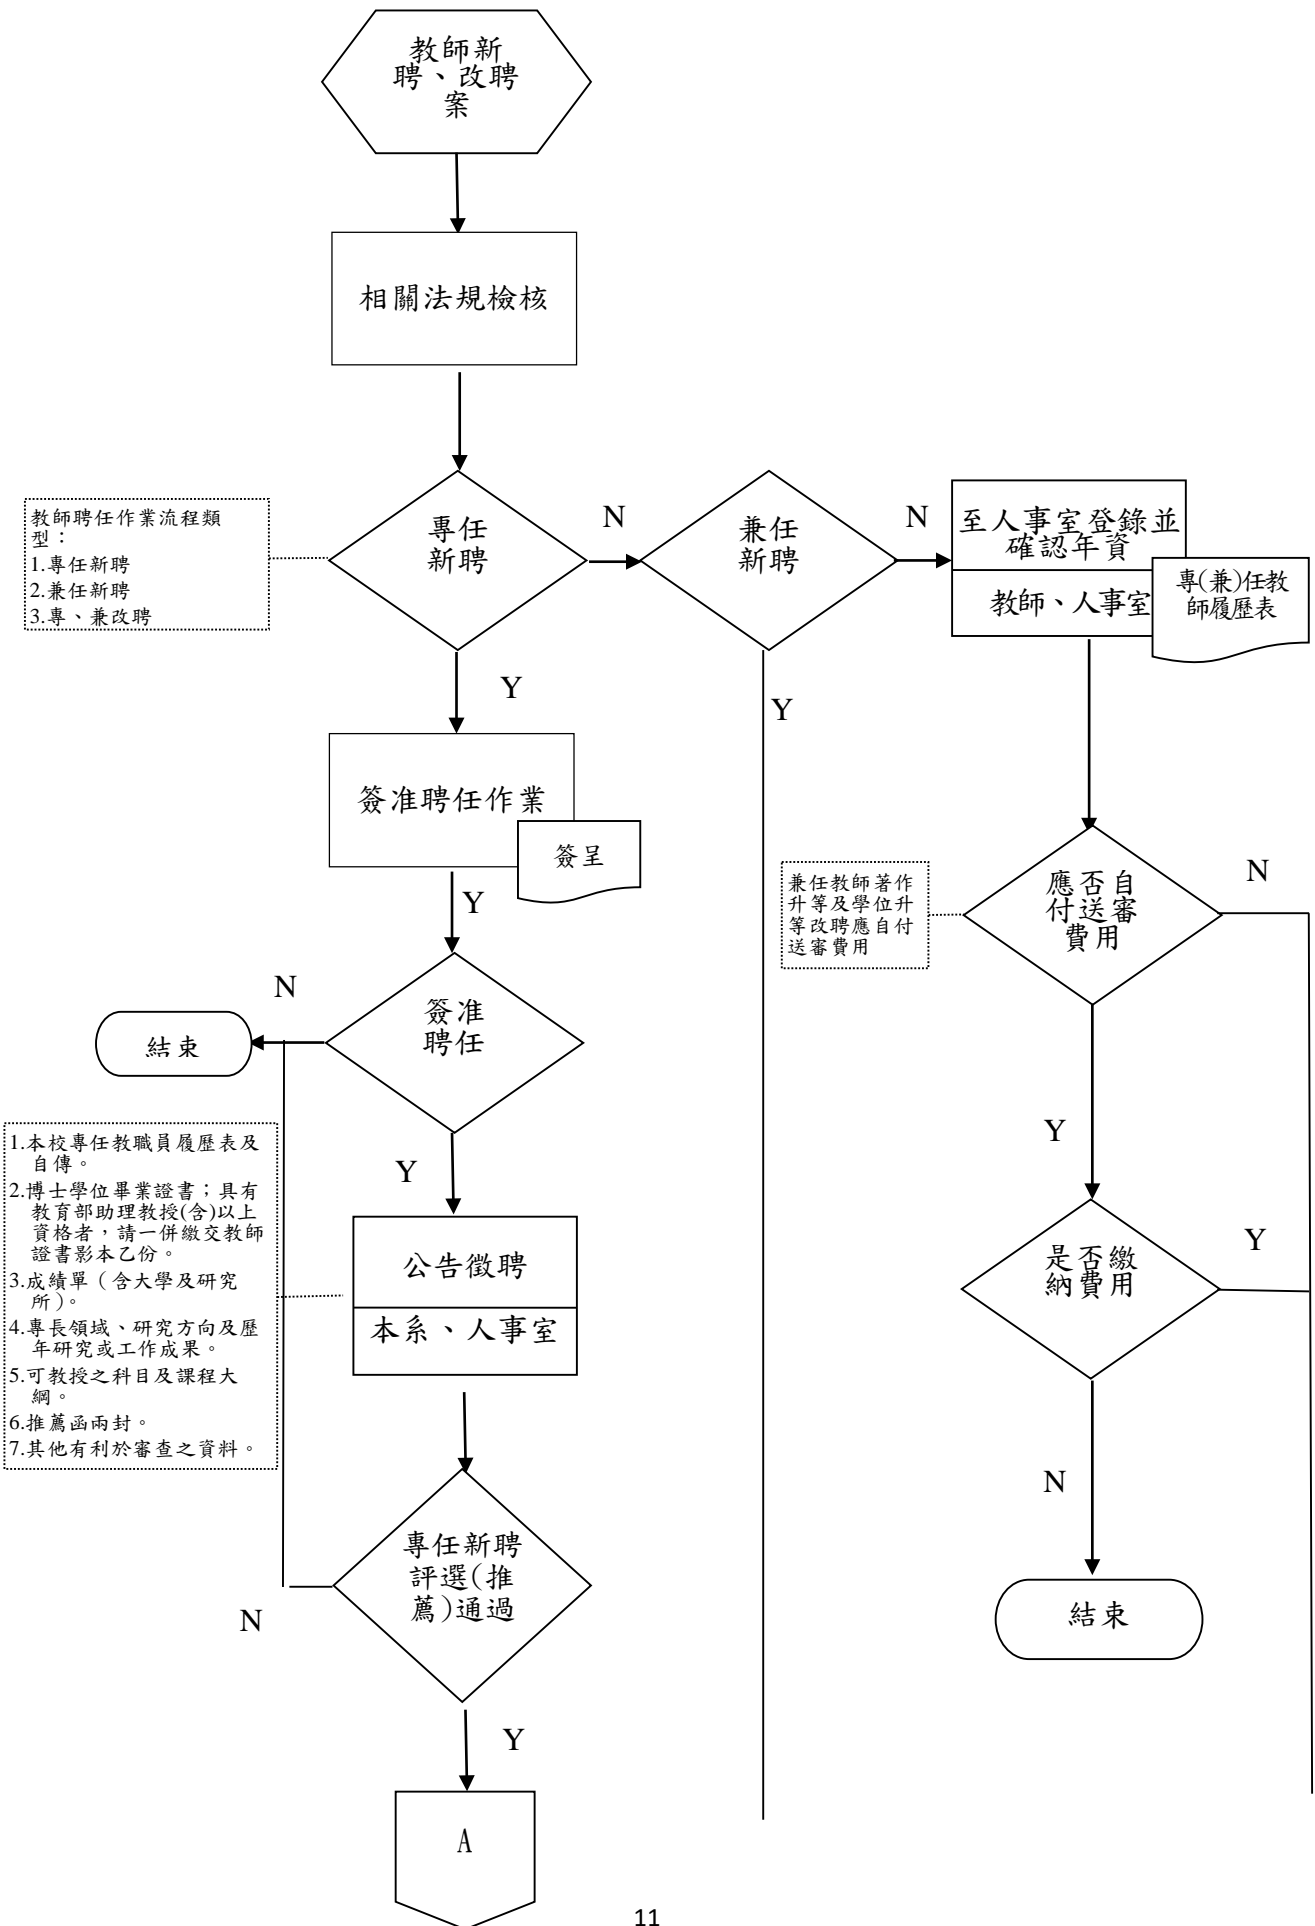 教師新
聘、改聘
案
相關法規檢核
教師聘任作業流程類
型：
1.專任新聘
2.兼任新聘
3.專、兼改聘
專任
新聘
N
兼任
新聘
N
至人事室登錄並
確認年資
教師、人事室
專(兼)任教
師履歷表
Y
Y
簽准聘任作業
簽呈
Y
兼任教師著作
升等及學位升
等改聘應自付
送審費用
應否自
付送審
費用
N
N
簽准
聘任
結束
1.本校專任教職員履歷表及
自傳。
2.博士學位畢業證書；具有
教育部助理教授(含)以上
資格者，請一併繳交教師
證書影本乙份。
3.成績單（含大學及研究
所）。
4.專長領域、研究方向及歷
年研究或工作成果。
5.可教授之科目及課程大
綱。
6.推薦函兩封。
7.其他有利於審查之資料。
Y
Y
公告徵聘
本系、人事室
是否繳
納費用
Y
N
專任新聘
評選(推
薦)通過
N
結束
Y
A
11